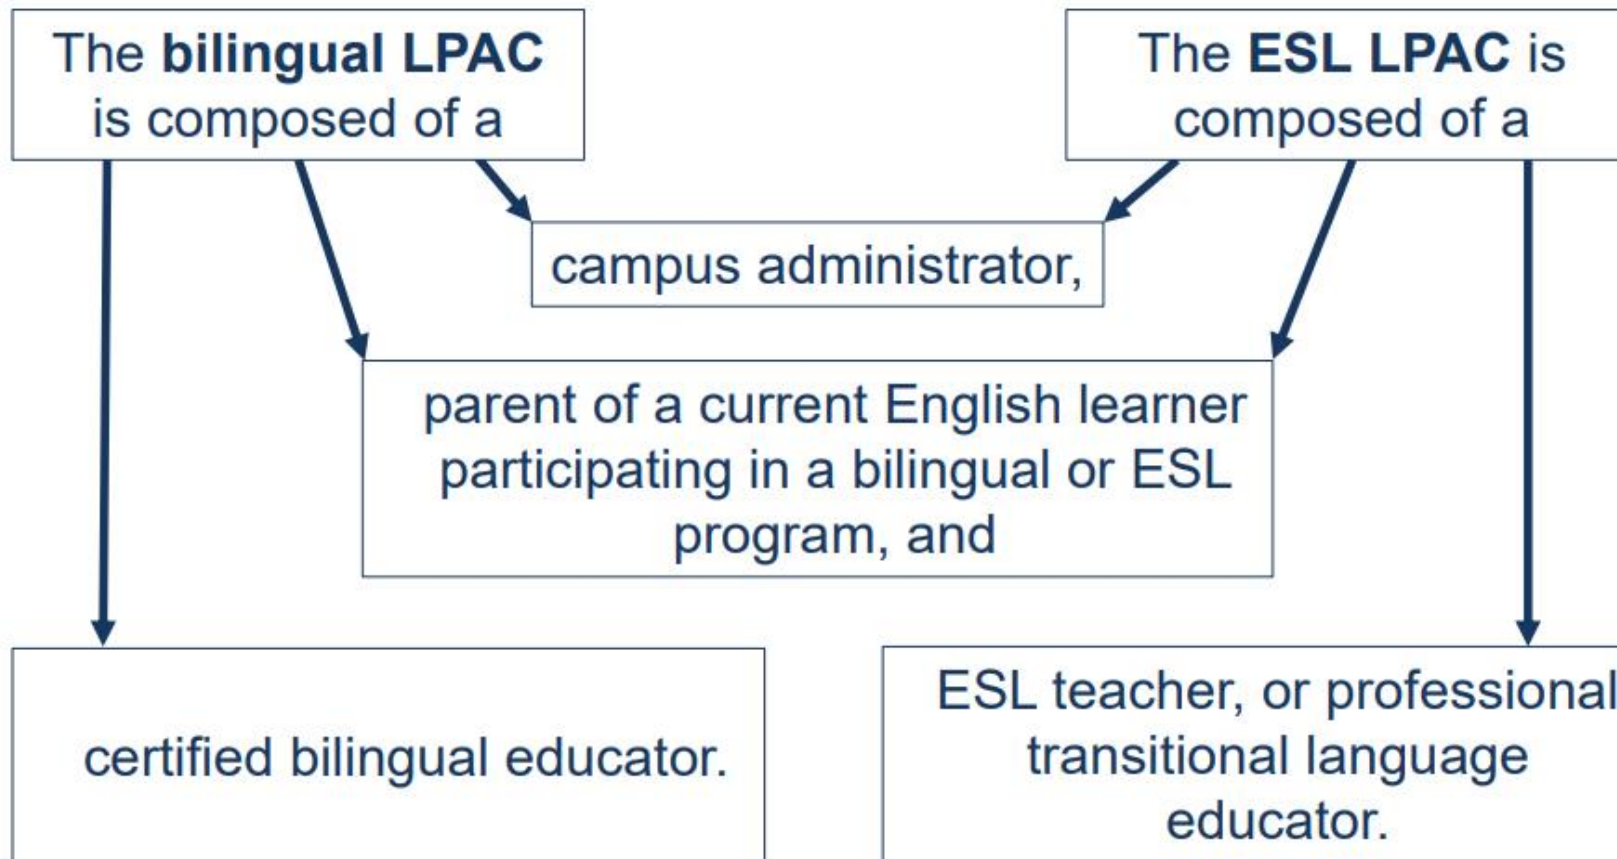 The bilingual LPAC
is composed of a
The ESL LPAC is
composed of a
campus administrator,
parent of a current English learner
participating in a bilingual or ESL
program, and
certified bilingual educator.
ESL teacher, or professional
transitional language
educator.